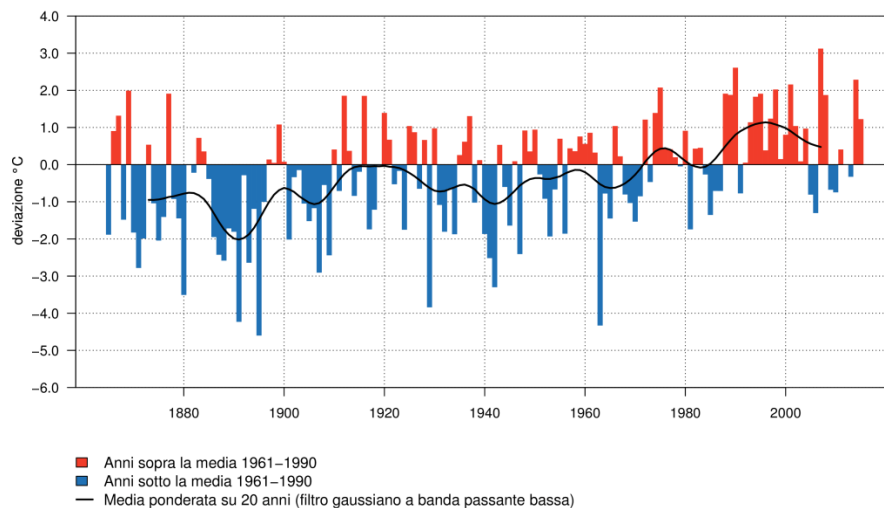 4.0
3.0
2.0
1.0
0.0
−1.0
−2.0
−3.0
−4.0
−5.0
−6.0
deviazione °C
1880 1900 1920 1940 1960 1980 2000
Anni sopra la media 1961−1990
Anni sotto la media 1961−1990
Media ponderata su 20 anni (filtro gaussiano a banda passante bassa)